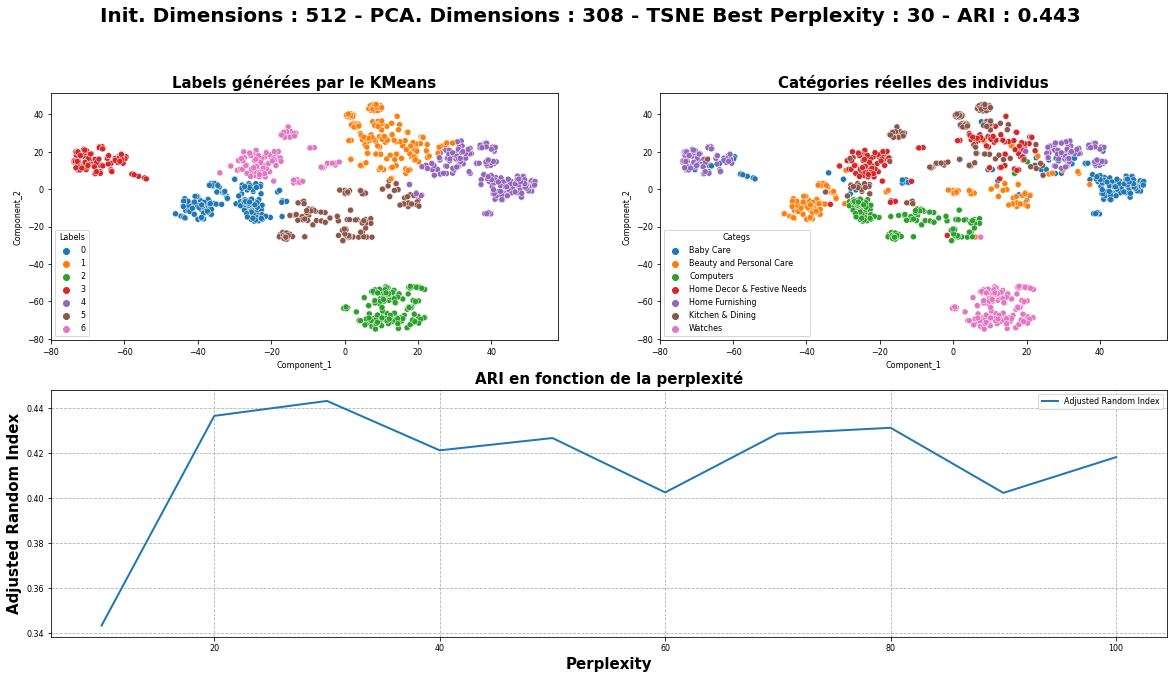 Init. Dimensions : 512 - PCA. Dimensions : 308 - TSNE Best Perplexity : 30 - ARI : 0.443
Labels générées par le KMeans
40
20
0
−20
−40
−60
−80
Component_2
Labels
0
1
2
3
4
5
6
−80 −60 −40 −20 0 20 40
Component_1
Catégories réelles des individus
40
20
0
−20
−40
−60
−80
Component_2
Categs
Baby Care
Beauty and Personal Care
Computers
Home Decor & Festive Needs
Home Furnishing
Kitchen & Dining
Watches
−80 −60 −40 −20 0 20 40
Component_1
ARI en fonction de la perplexité
Adjusted Random Index
0.44
0.42
0.40
0.38
0.36
0.34
Adjusted Random Index
20 40 60 80 100
Perplexity